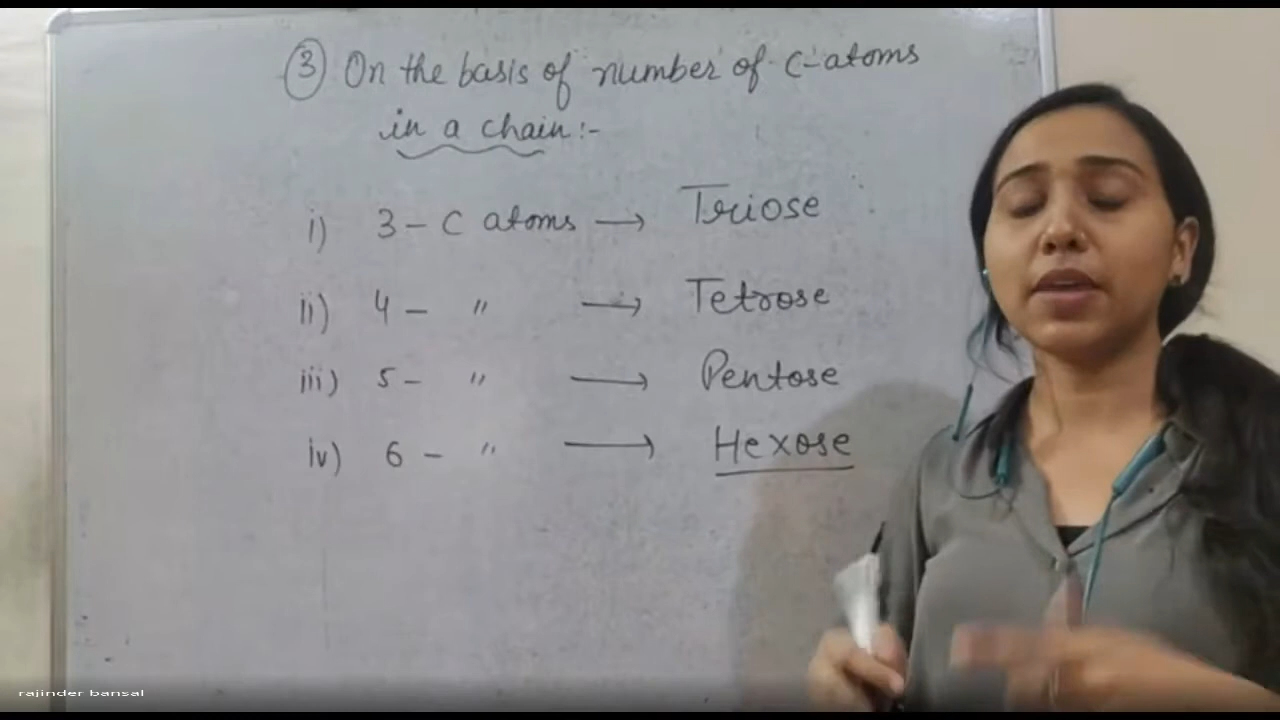 ③ On the basis of number of C-atoms
in a chain:-
i) 3 - C atoms → Triose
ii) 4 - " → Tetrose
iii) 5 - " → Pentose
iv) 6 - " → Hexose
rajinder bansal